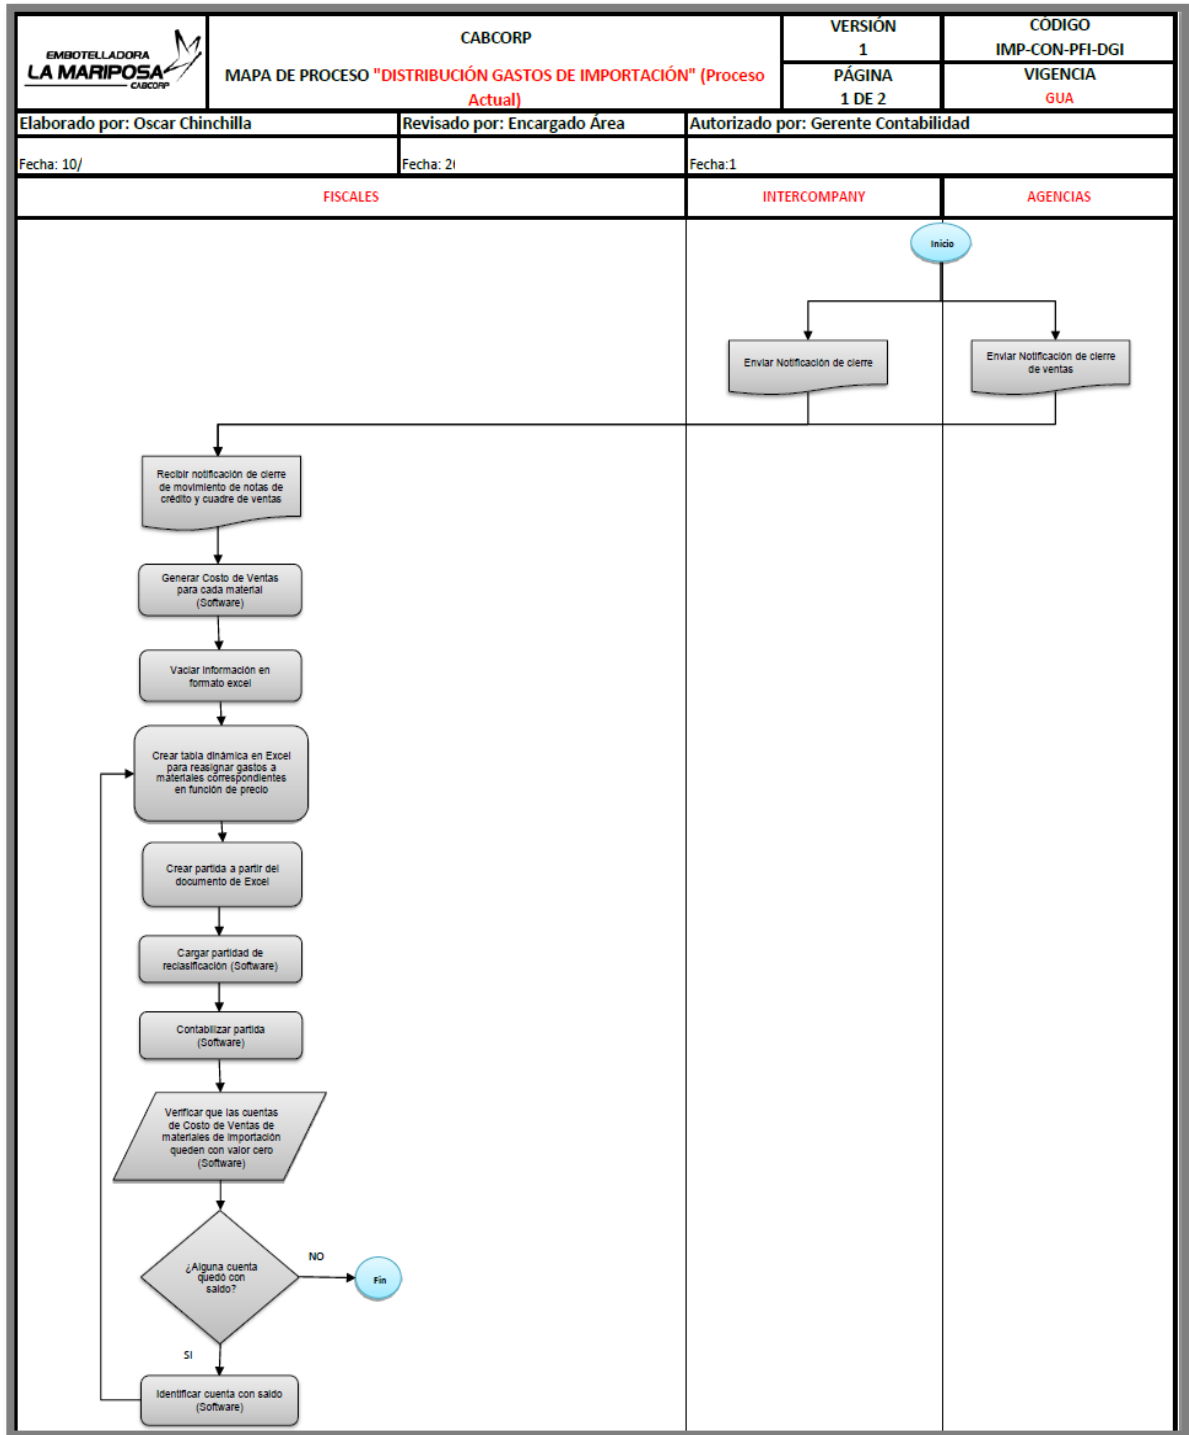 EMBOTELLADORA
LA MARIPOSA
CABCORP
CABCORP
MAPA DE PROCESO "DISTRIBUCIÓN GASTOS DE IMPORTACIÓN" (Proceso
Actual)
VERSIÓN
1
CÓDIGO
IMP-CON-PFI-DGI
PÁGINA
1 DE 2
VIGENCIA
GUA
Elaborado por: Oscar Chinchilla
Revisado por: Encargado Área
Autorizado por: Gerente Contabilidad
Fecha: 10/
Fecha: 2
Fecha:1
FISCALES
INTERCOMPANY
AGENCIAS
Inicio
Enviar Notificación de cierre
Enviar Notificación de cierre
de ventas
Recibir notificación de cierre
de movimiento de notas de
crédito y cuadre de ventas
Generar Costo de Ventas
para cada material
(Software)
Vaciar información en
formato excel
Crear tabla dinámica en Excel
para reasignar gastos a
materiales correspondientes
en función de precio
Crear partida a partir del
documento de Excel
Cargar partidad de
reclasificación (Software)
Contabilizar partida
(Software)
Verificar que las cuentas
de Costo de Ventas de
materiales de importación
queden con valor cero
(Software)
¿Alguna cuenta
quedó con
saldo?
NO
Fin
SI
Identificar cuenta con saldo
(Software)